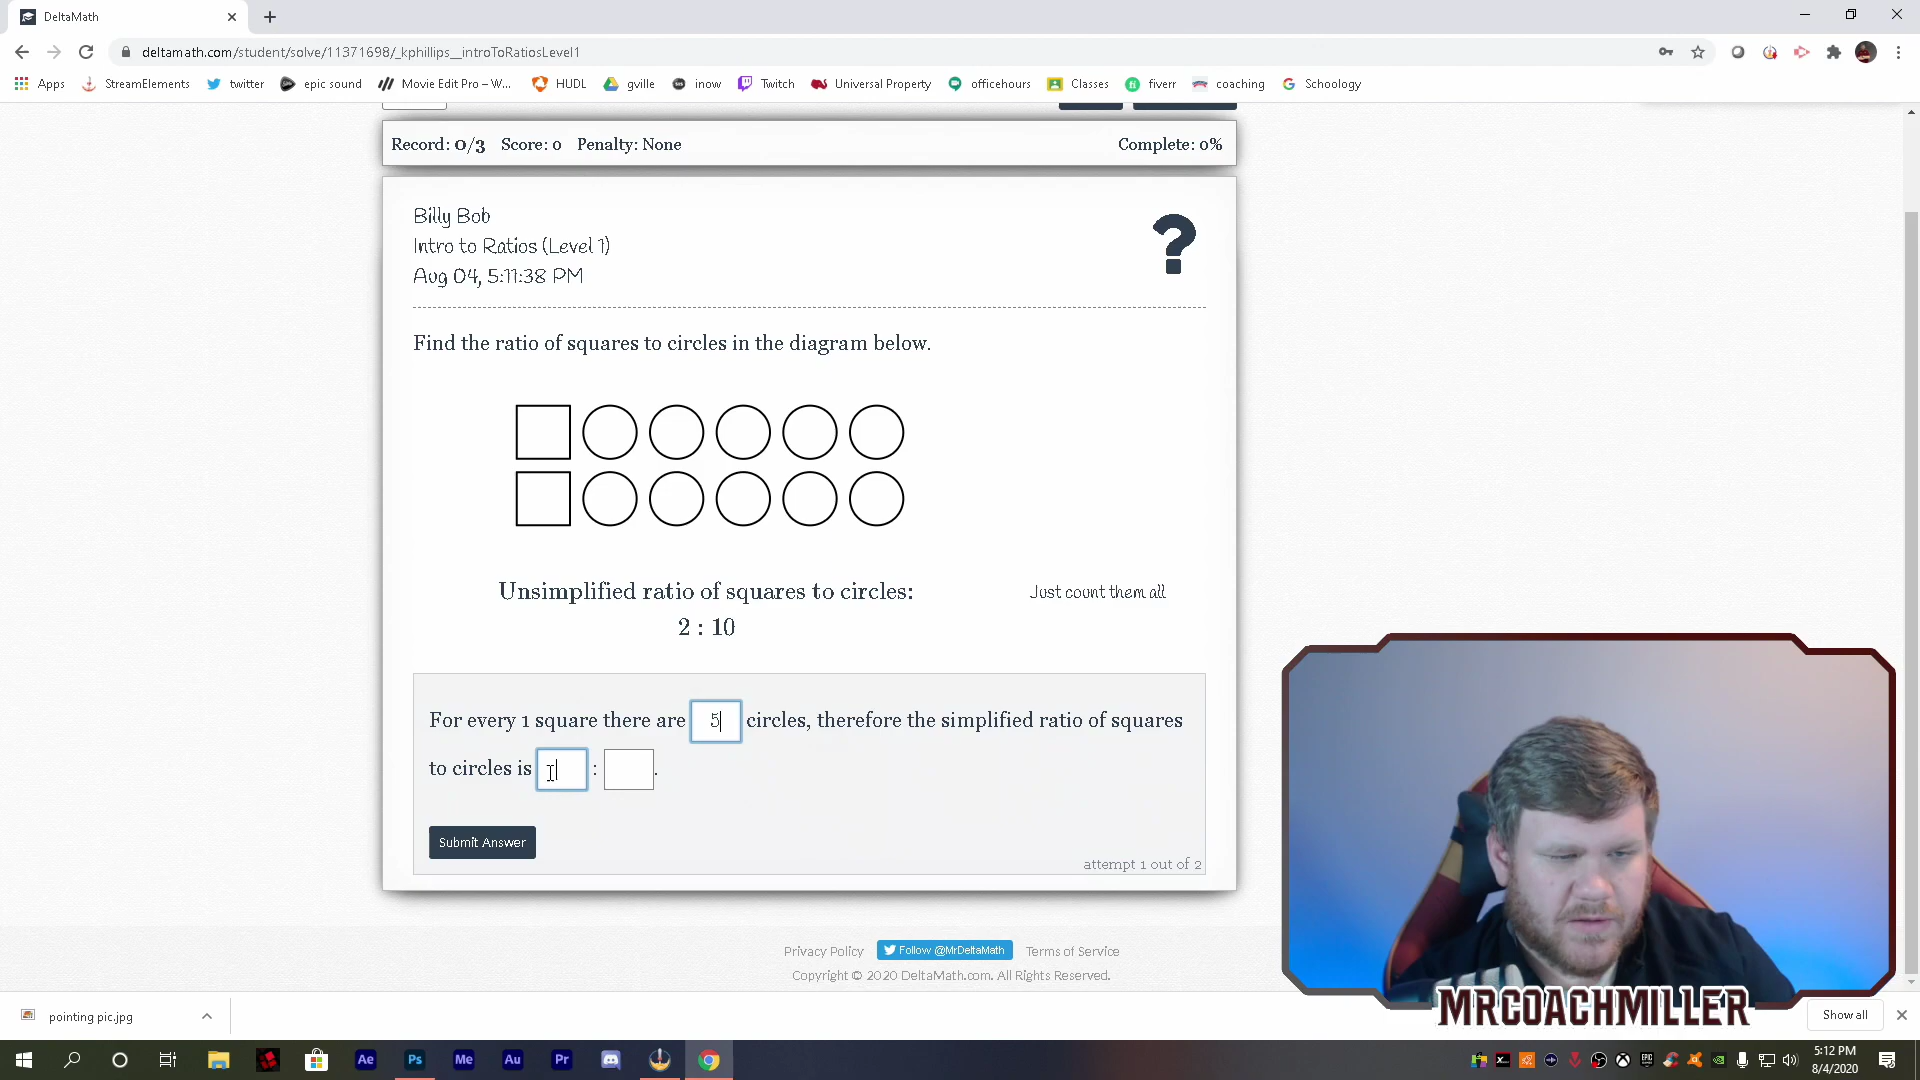 DeltaMath
deltamath.com/student/solve/11371698/_kphillips__introToRatiosLevel1
Apps StreamElements twitter epic sound Movie Edit Pro – W... HUDL gville inow Twitch Universal Property officehours Classes fiverr coaching Schoology
Record: 0/3 Score: 0 Penalty: None Complete: 0%
Billy Bob
Intro to Ratios (Level 1)
Aug 04, 5:11:38 PM
?
Find the ratio of squares to circles in the diagram below.
Unsimplified ratio of squares to circles: Just count them all
2 : 10
For every 1 square there are 5 circles, therefore the simplified ratio of squares
to circles is : .
Submit Answer
attempt 1 out of 2
Privacy Policy Follow @MrDeltaMath Terms of Service
Copyright © 2020 DeltaMath.com. All Rights Reserved.
MRCOACHMILLER
pointing pic.jpg Show all
Ae Ps Me Au Pr
5:12 PM
8/4/2020